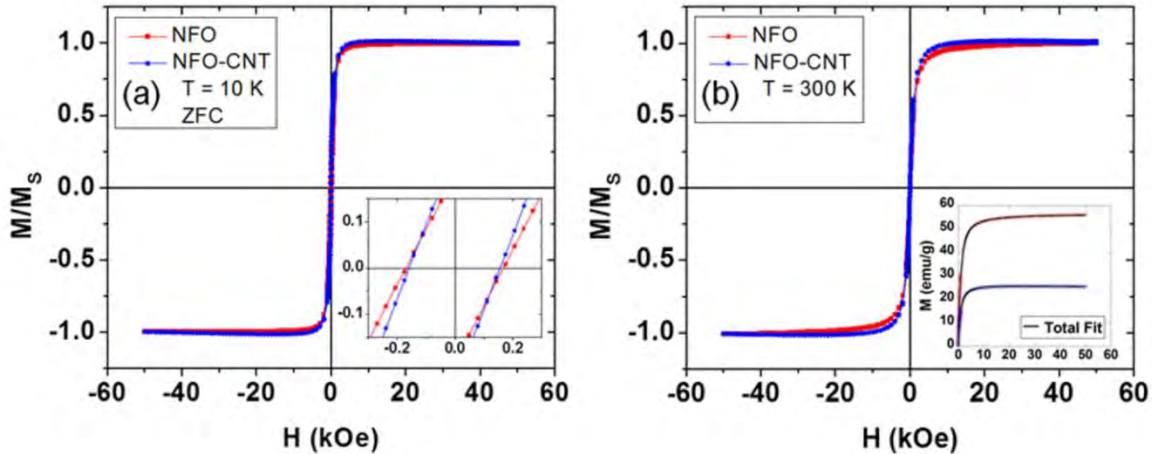 NFO
NFO-CNT
T = 10 K
ZFC
(a)
1.0
0.5
0.0
-0.5
-1.0
M/MS
0.1
0.0
-0.1
-0.2 0.0 0.2
-60 -40 -20 0 20 40 60
H (kOe)
NFO
NFO-CNT
T = 300 K
(b)
1.0
0.5
0.0
-0.5
-1.0
M/MS
60
50
40
30
20
10
0
M (emu/g)
Total Fit
0 10 20 30 40 50 60
-60 -40 -20 0 20 40 60
H (kOe)